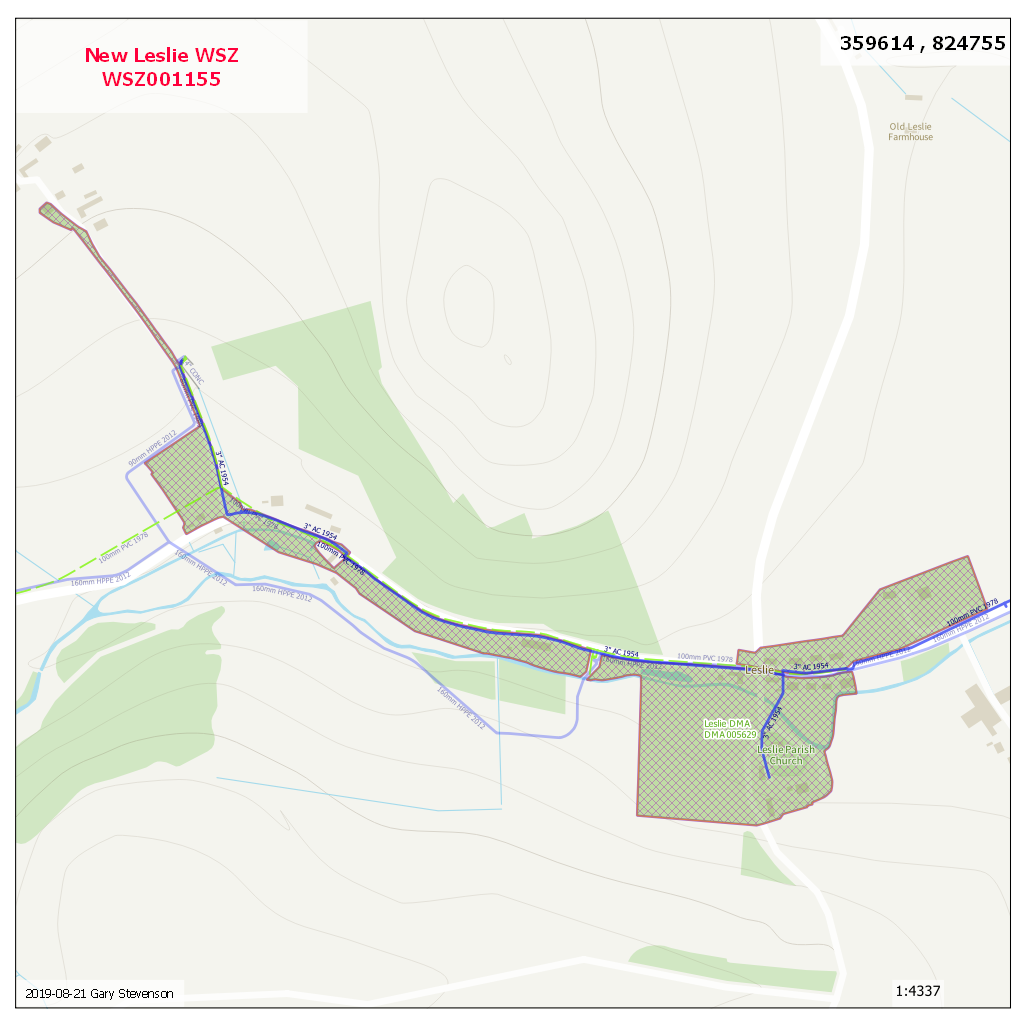 New Leslie WSZ
WSZ001155
359614 , 824755
Old Leslie
Farmhouse
4" CONC
90mm HPPE 2012
3" AC 1954
3" AC 1954
100mm PVC 1978
100mm PVC 1978
160mm HPPE 2012
160mm HPPE 2012
160mm HPPE 2012
160mm HPPE 2012
3" AC 1954
100mm PVC 1978
Leslie
3" AC 1954
100mm PVC 1978
160mm HPPE 2012
3" AC 1954
Leslie DMA
DMA005629
Leslie Parish
Church
2019-08-21 Gary Stevenson
1:4337